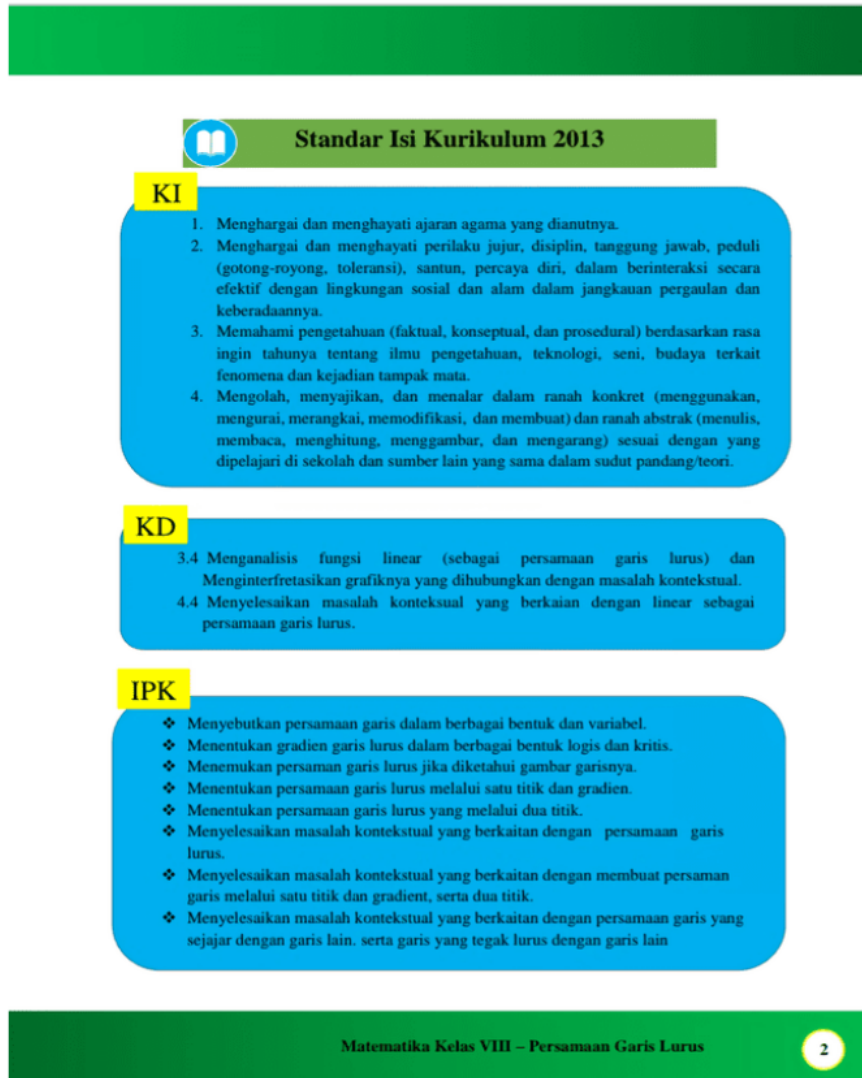 Standar Isi Kurikulum 2013
KI
1. Menghargai dan menghayati ajaran agama yang dianutnya.
2. Menghargai dan menghayati perilaku jujur, disiplin, tanggung jawab, peduli
(gotong-royong, toleransi), santun, percaya diri, dalam berinteraksi secara
efektif dengan lingkungan sosial dan alam dalam jangkauan pergaulan dan
keberadaannya.
3. Memahami pengetahuan (faktual, konseptual, dan prosedural) berdasarkan rasa
ingin tahunya tentang ilmu pengetahuan, teknologi, seni, budaya terkait
fenomena dan kejadian tampak mata.
4. Mengolah, menyajikan, dan menalar dalam ranah konkret (menggunakan,
mengurai, merangkai, memodifikasi, dan membuat) dan ranah abstrak (menulis,
membaca, menghitung, menggambar, dan mengarang) sesuai dengan yang
dipelajari di sekolah dan sumber lain yang sama dalam sudut pandang/teori.
KD
3.4 Menganalisis fungsi linear (sebagai persamaan garis lurus) dan
Menginterfretasikan grafiknya yang dihubungkan dengan masalah kontekstual.
4.4 Menyelesaikan masalah konteksual yang berkaian dengan linear sebagai
persamaan garis lurus.
IPK
❖ Menyebutkan persamaan garis dalam berbagai bentuk dan variabel.
❖ Menentukan gradien garis lurus dalam berbagai bentuk logis dan kritis.
❖ Menemukan persaman garis lurus jika diketahui gambar garisnya.
❖ Menentukan persamaan garis lurus melalui satu titik dan gradien.
❖ Menentukan persamaan garis lurus yang melalui dua titik.
❖ Menyelesaikan masalah kontekstual yang berkaitan dengan persamaan garis
lurus.
❖ Menyelesaikan masalah kontekstual yang berkaitan dengan membuat persaman
garis melalui satu titik dan gradient, serta dua titik.
❖ Menyelesaikan masalah kontekstual yang berkaitan dengan persamaan garis yang
sejajar dengan garis lain. serta garis yang tegak lurus dengan garis lain
Matematika Kelas VIII – Persamaan Garis Lurus
2